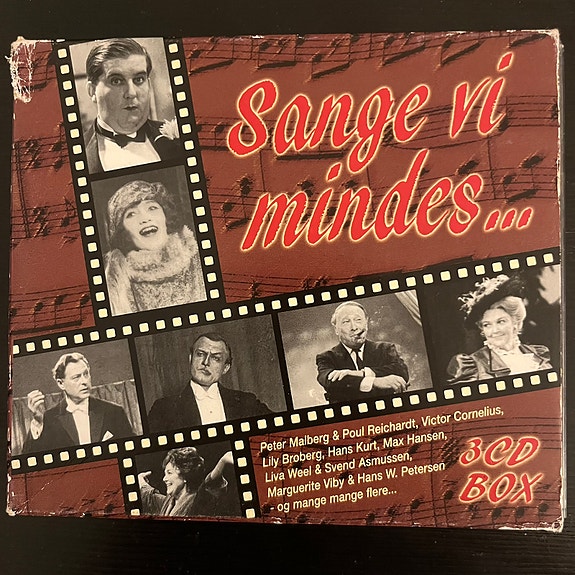 Sange vi
mindes...
Peter Malberg & Poul Reichardt, Victor Cornelius,
Lily Broberg, Hans Kurt, Max Hansen,
Liva Weel & Svend Asmussen,
Marguerite Viby & Hans W. Petersen
- og mange mange flere...
3CD
BOX